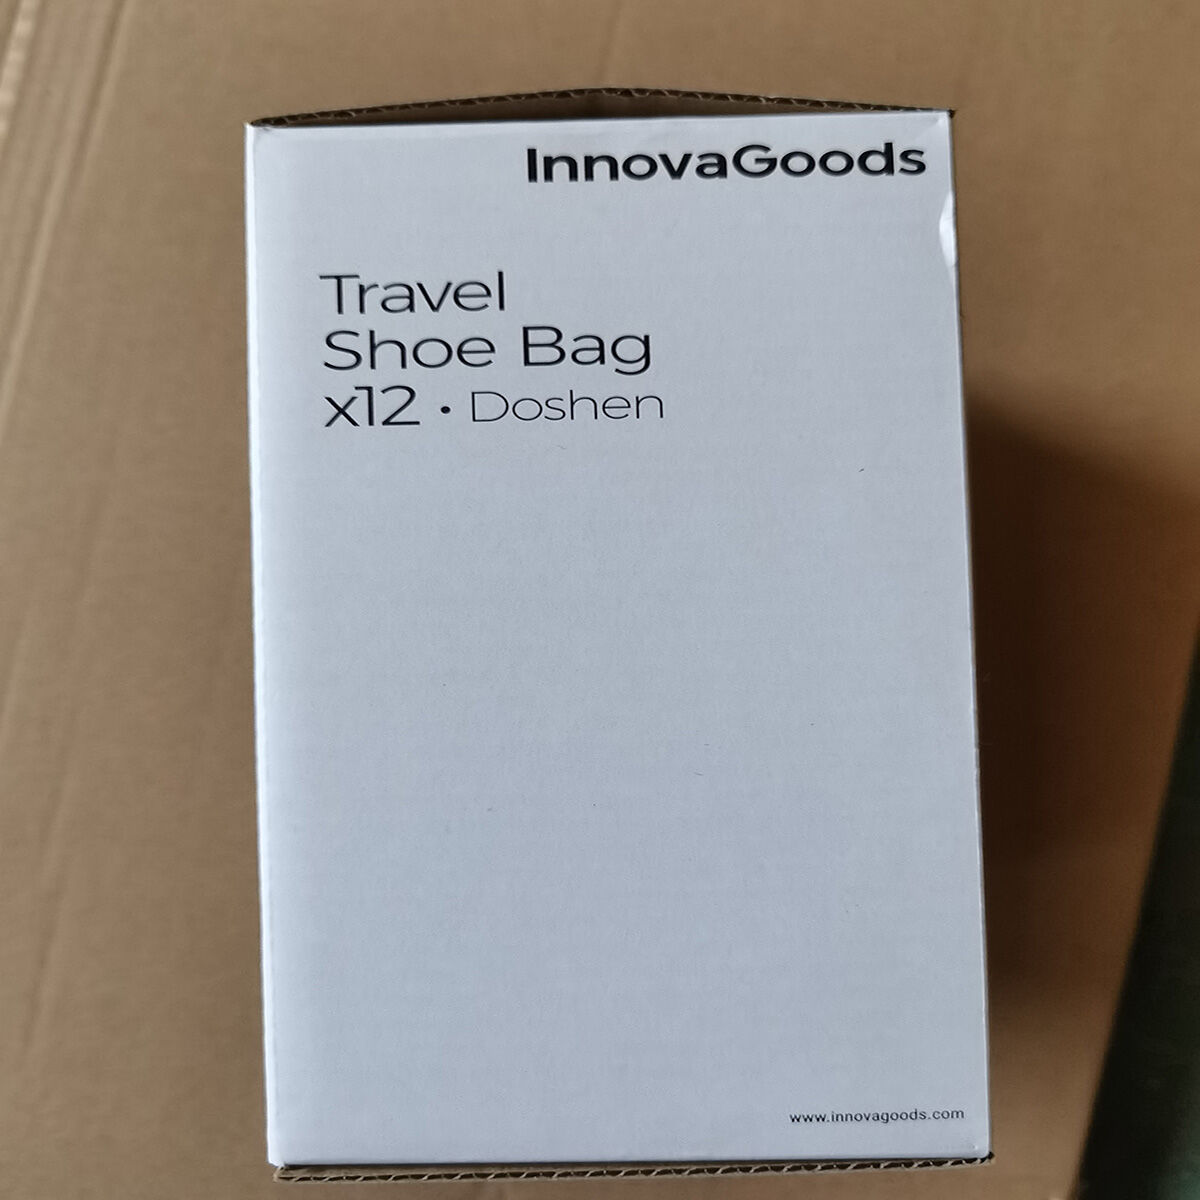 InnovaGoods
Travel
Shoe Bag
x12 • Doshen
www.innovagoods.com